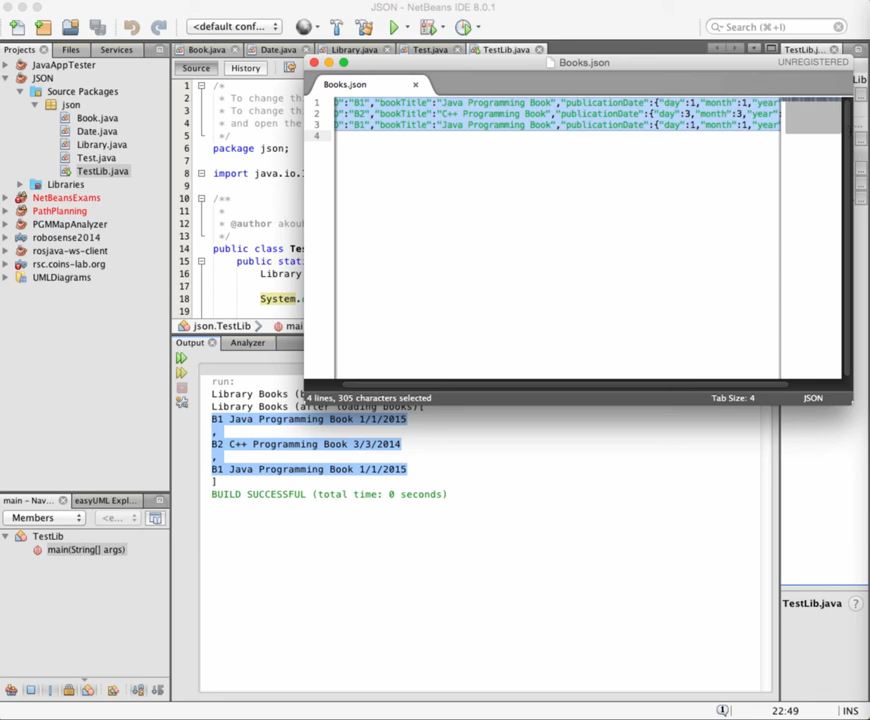 JSON - NetBeans IDE 8.0.1
<default conf...
Search (⌘+I)
Projects
Files
Services
Book.java
Date.java
Library.java
Test.java
TestLib.java
TestLib.j...
JavaAppTester
JSON
Source Packages
json
Book.java
Date.java
Library.java
Test.java
TestLib.java
Libraries
NetBeansExams
PathPlanning
PGMMapAnalyzer
robosense2014
rosjava-ws-client
rsc.coins-lab.org
UMLDiagrams
Source
History
1 /*
2 * To change thi
3 * To change thi
4 * and open the
5 */
6 package json;
7
8 import java.io.I
9
10 /**
11 *
12 * @author akou
13 */
14 public class Tes
15 public stat
16 Library
17
18 System.
19
json.TestLib
mai
Books.json
UNREGISTERED
Books.json
1 0":"B1","bookTitle":"Java Programming Book","publicationDate":{"day":1,"month":1,"year"
2 0":"B2","bookTitle":"C++ Programming Book","publicationDate":{"day":3,"month":3,"year":
3 0":"B1","bookTitle":"Java Programming Book","publicationDate":{"day":1,"month":1,"year"
4
4 lines, 305 characters selected
Tab Size: 4
JSON
Lib
Output
Analyzer
run:
Library Books (b
Library Books (after loading books)[
B1 Java Programming Book 1/1/2015
,
B2 C++ Programming Book 3/3/2014
,
B1 Java Programming Book 1/1/2015
]
BUILD SUCCESSFUL (total time: 0 seconds)
main - Nav...
easyUML Expl...
Members
<e...
TestLib
main(String[] args)
TestLib.java
?
22:49
INS